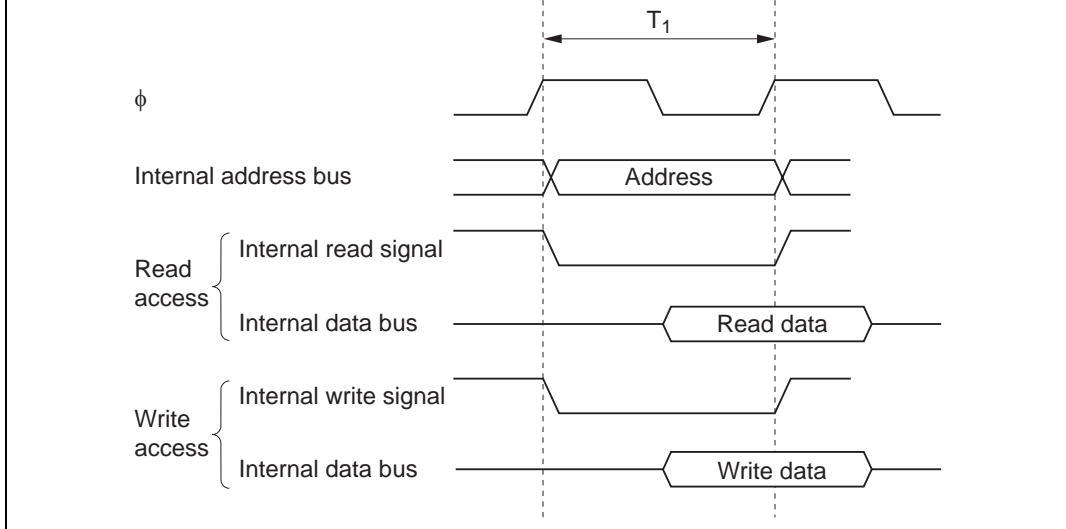 T1
ϕ
Internal address bus
Address
Read
access
Internal read signal
Internal data bus
Read data
Write
access
Internal write signal
Internal data bus
Write data